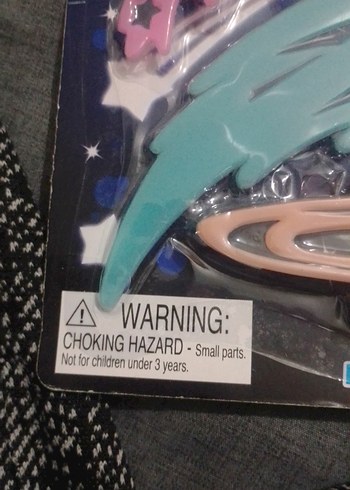 WARNING:
CHOKING HAZARD - Small parts.
Not for children under 3 years.